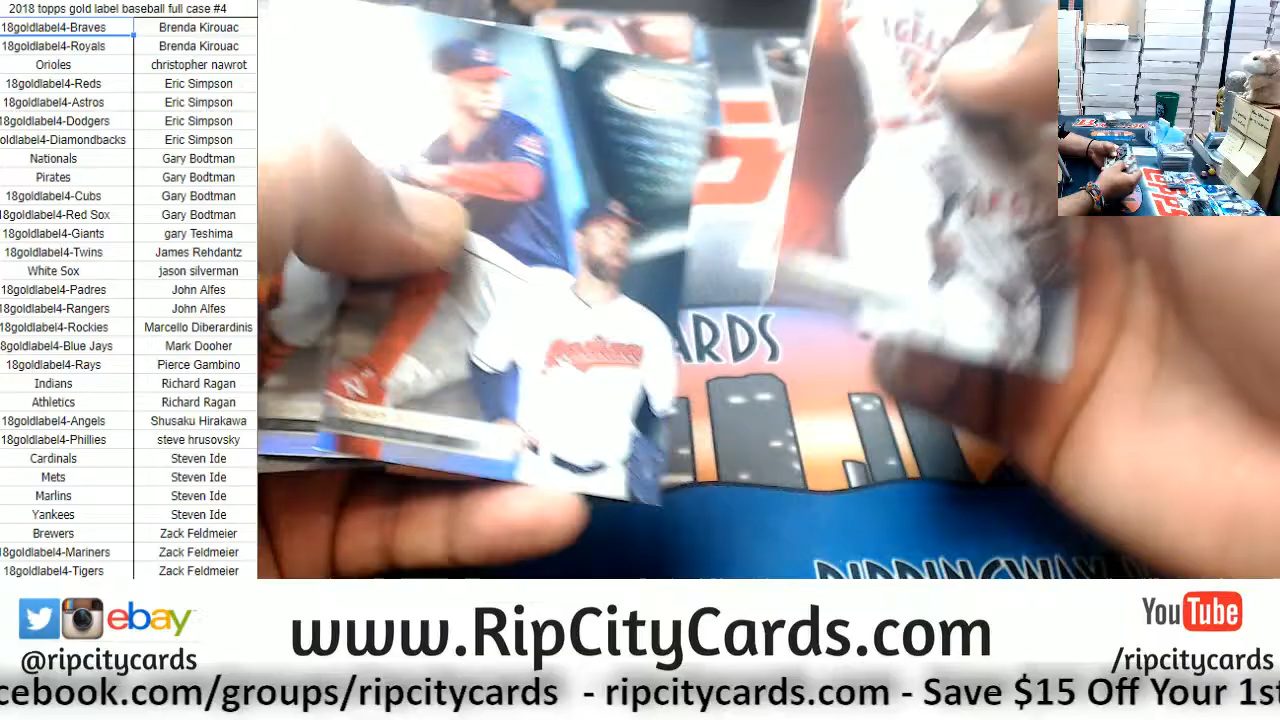 2018 topps gold label baseball full case #4
18goldlabel4-Braves Brenda Kirouac
18goldlabel4-Royals Brenda Kirouac
Orioles christopher nawrot
18goldlabel4-Reds Eric Simpson
18goldlabel4-Astros Eric Simpson
18goldlabel4-Dodgers Eric Simpson
oldlabel4-Diamondbacks Eric Simpson
Nationals Gary Bodtman
Pirates Gary Bodtman
18goldlabel4-Cubs Gary Bodtman
18goldlabel4-Red Sox Gary Bodtman
18goldlabel4-Giants gary Teshima
18goldlabel4-Twins James Rehdantz
White Sox jason silverman
18goldlabel4-Padres John Alfes
18goldlabel4-Rangers John Alfes
18goldlabel4-Rockies Marcello Diberardinis
18goldlabel4-Blue Jays Mark Dooher
18goldlabel4-Rays Pierce Gambino
Indians Richard Ragan
Athletics Richard Ragan
18goldlabel4-Angels Shusaku Hirakawa
18goldlabel4-Phillies steve hrusovsky
Cardinals Steven Ide
Mets Steven Ide
Marlins Steven Ide
Yankees Steven Ide
Brewers Zack Feldmeier
18goldlabel4-Mariners Zack Feldmeier
18goldlabel4-Tigers Zack Feldmeier
Indians
ARDS
ebay
@ripcitycards
www.RipCityCards.com
YouTube
/ripcitycards
cebook.com/groups/ripcitycards - ripcitycards.com - Save $15 Off Your 1st